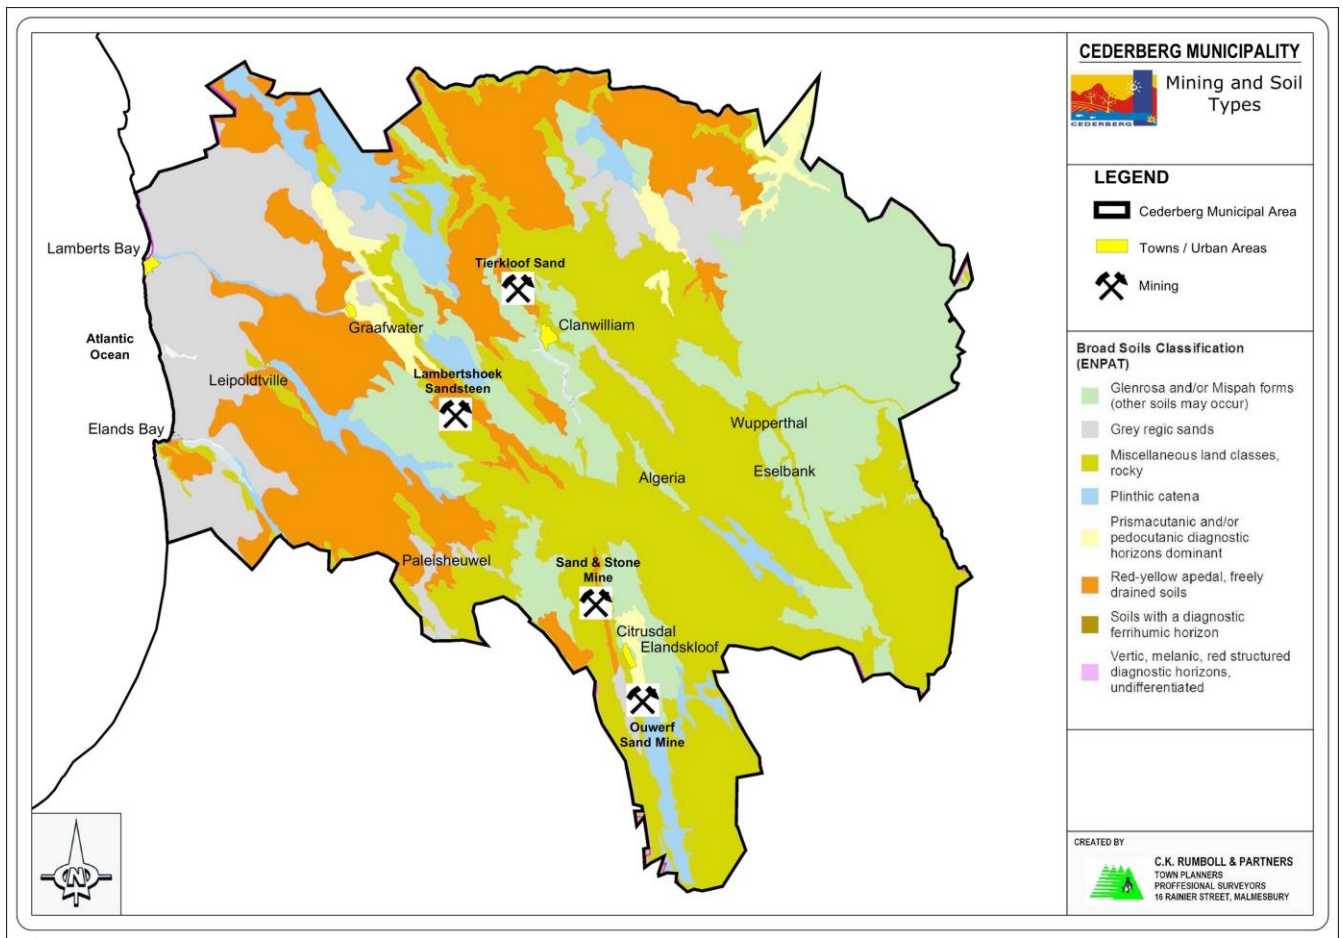 CEDERBERG MUNICIPALITY
Mining and Soil
Types
CEDERBERG
LEGEND
Cederberg Municipal Area
Towns / Urban Areas
Mining
Broad Soils Classification
(ENPAT)
Glenrosa and/or Mispah forms
(other soils may occur)
Grey regic sands
Miscellaneous land classes,
rocky
Plinthic catena
Prismacutanic and/or
pedocutanic diagnostic
horizons dominant
Red-yellow apedal, freely
drained soils
Soils with a diagnostic
ferrihumic horizon
Vertic, melanic, red structured
diagnostic horizons,
undifferentiated
CREATED BY
C.K. RUMBOLL & PARTNERS
TOWN PLANNERS
PROFFESIONAL SURVEYORS
16 RAINIER STREET, MALMESBURY
Lamberts Bay
Tierkloof Sand
Graafwater
Clanwilliam
Atlantic
Ocean
Leipoldtville
Lambertshoek
Sandsteen
Elands Bay
Wupperthal
Eselbank
Algeria
Paleisheuwel
Sand & Stone
Mine
Citrusdal
Elandskloof
Ouwerf
Sand Mine
N